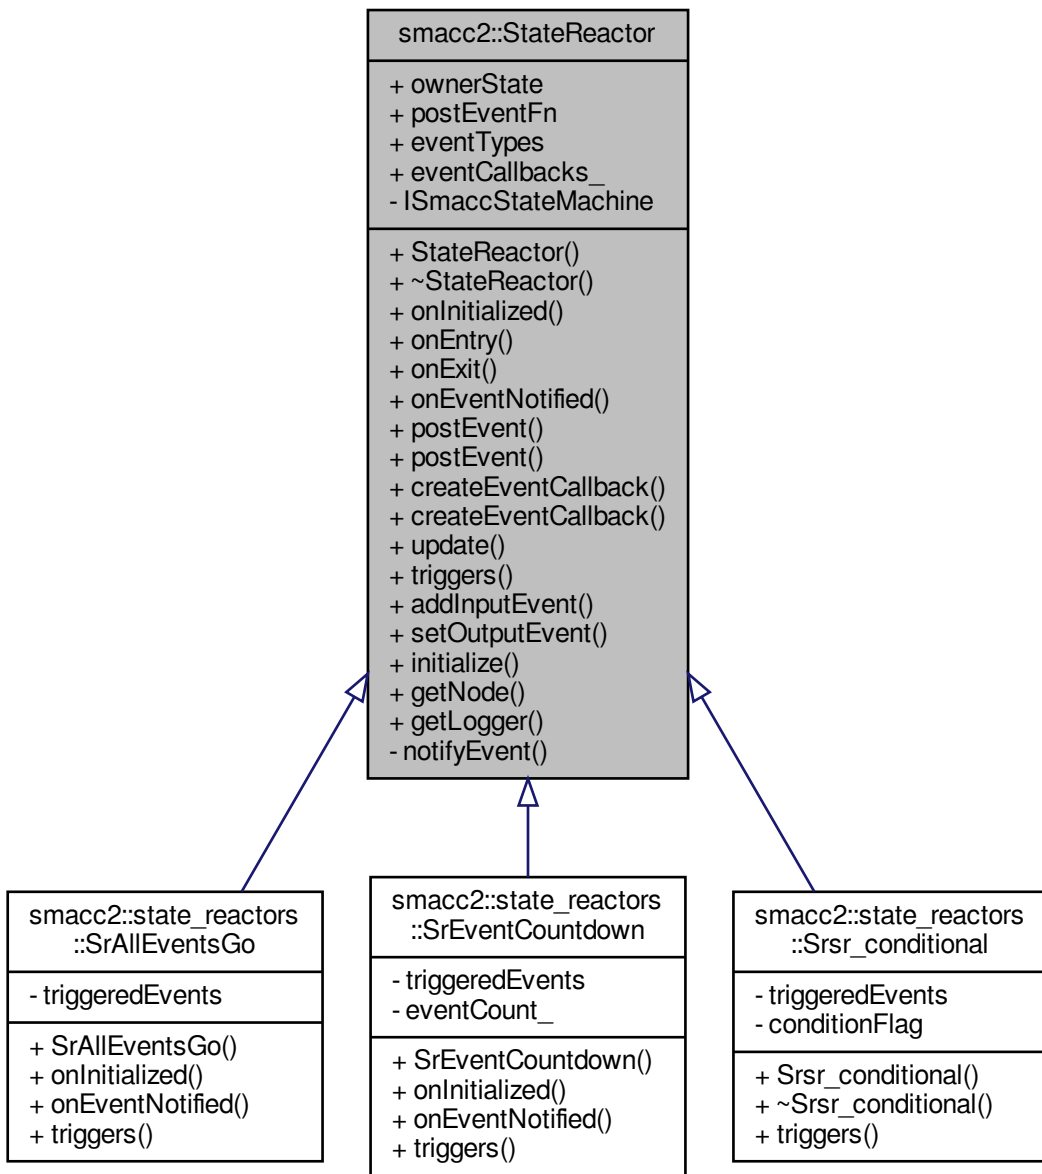 smacc2::StateReactor
+ ownerState
+ postEventFn
+ eventTypes
+ eventCallbacks_
- ISmaccStateMachine
+ StateReactor()
+ ~StateReactor()
+ onInitialized()
+ onEntry()
+ onExit()
+ onEventNotified()
+ postEvent()
+ postEvent()
+ createEventCallback()
+ createEventCallback()
+ update()
+ triggers()
+ addInputEvent()
+ setOutputEvent()
+ initialize()
+ getNode()
+ getLogger()
- notifyEvent()
smacc2::state_reactors
::SrAllEventsGo
- triggeredEvents
+ SrAllEventsGo()
+ onInitialized()
+ onEventNotified()
+ triggers()
smacc2::state_reactors
::SrEventCountdown
- triggeredEvents
- eventCount_
+ SrEventCountdown()
+ onInitialized()
+ onEventNotified()
+ triggers()
smacc2::state_reactors
::Srsr_conditional
- triggeredEvents
- conditionFlag
+ Srsr_conditional()
+ ~Srsr_conditional()
+ triggers()